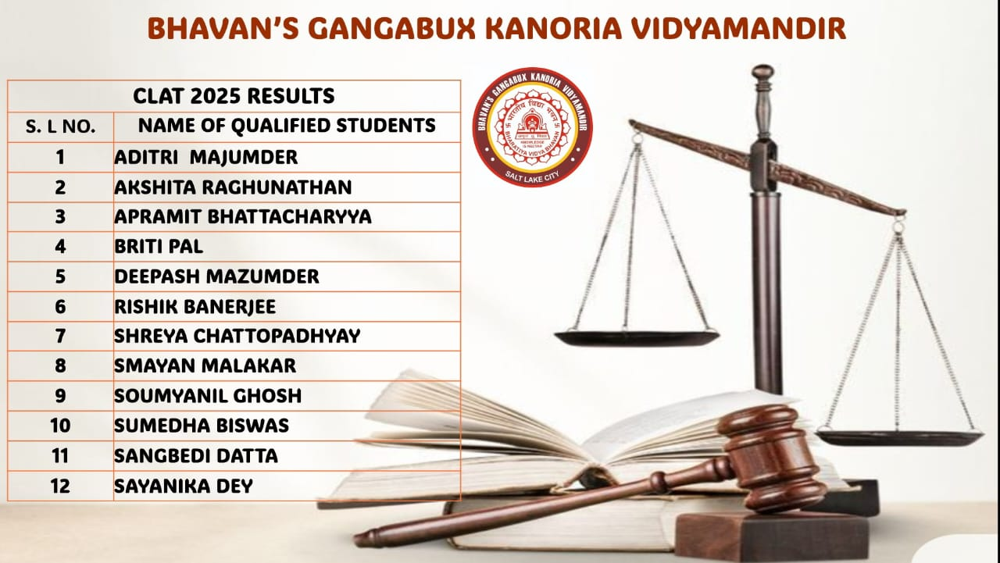 BHAVAN'S GANGABUX KANORIA VIDYAMANDIR
CLAT 2025 RESULTS
S. L NO. NAME OF QUALIFIED STUDENTS
1 ADITRI MAJUMDER
2 AKSHITA RAGHUNATHAN
3 APRAMIT BHATTACHARYYA
4 BRITI PAL
5 DEEPASH MAZUMDER
6 RISHIK BANERJEE
7 SHREYA CHATTOPADHYAY
8 SMAYAN MALAKAR
9 SOUMYANIL GHOSH
10 SUMEDHA BISWAS
11 SANGBEDI DATTA
12 SAYANIKA DEY
BHAVAN'S GANGABUX KANORIA VIDYAMANDIR
भारतीय विद्या भवन
KNOWLEDGE
IS NECTAR
BHARATIYA VIDYA BHAVAN
SALT LAKE CITY